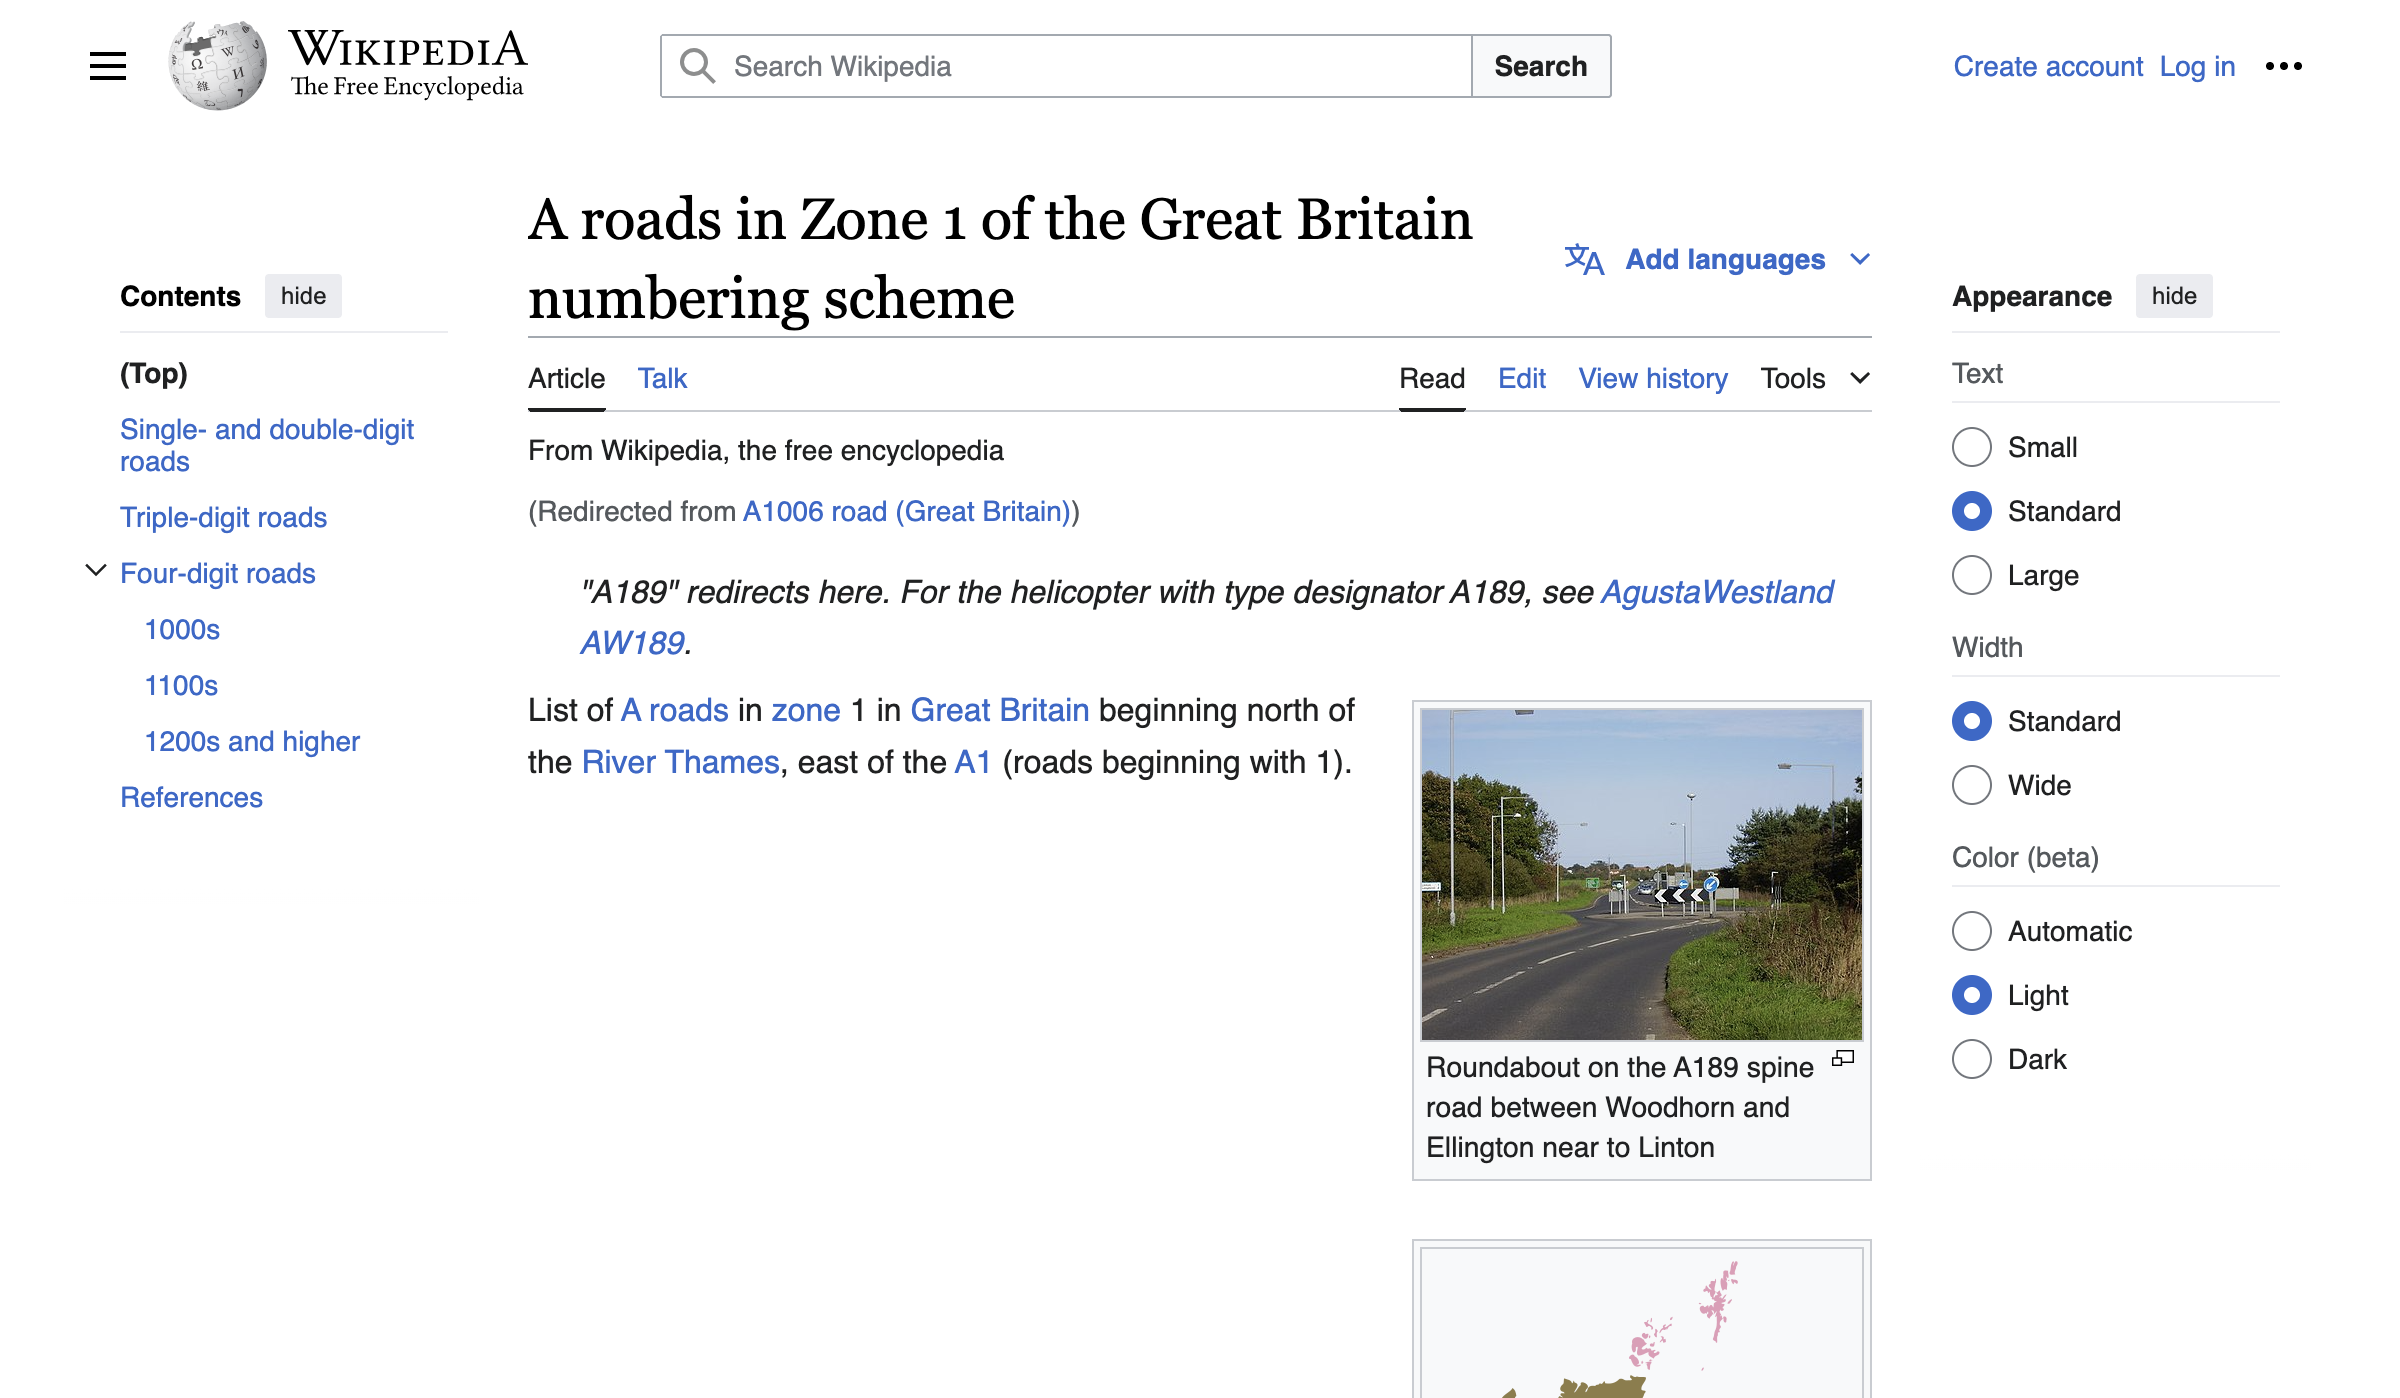 WIKIPEDIA
The Free Encyclopedia
Search Wikipedia
Search
Create account
Log in
Contents
hide
(Top)
Single- and double-digit
roads
Triple-digit roads
Four-digit roads
1000s
1100s
1200s and higher
References
A roads in Zone 1 of the Great Britain
numbering scheme
Add languages
Article
Talk
Read
Edit
View history
Tools
From Wikipedia, the free encyclopedia
(Redirected from A1006 road (Great Britain))
"A189" redirects here. For the helicopter with type designator A189, see AgustaWestland
AW189.
List of A roads in zone 1 in Great Britain beginning north of
the River Thames, east of the A1 (roads beginning with 1).
Roundabout on the A189 spine
road between Woodhorn and
Ellington near to Linton
Appearance
hide
Text
Small
Standard
Large
Width
Standard
Wide
Color (beta)
Automatic
Light
Dark